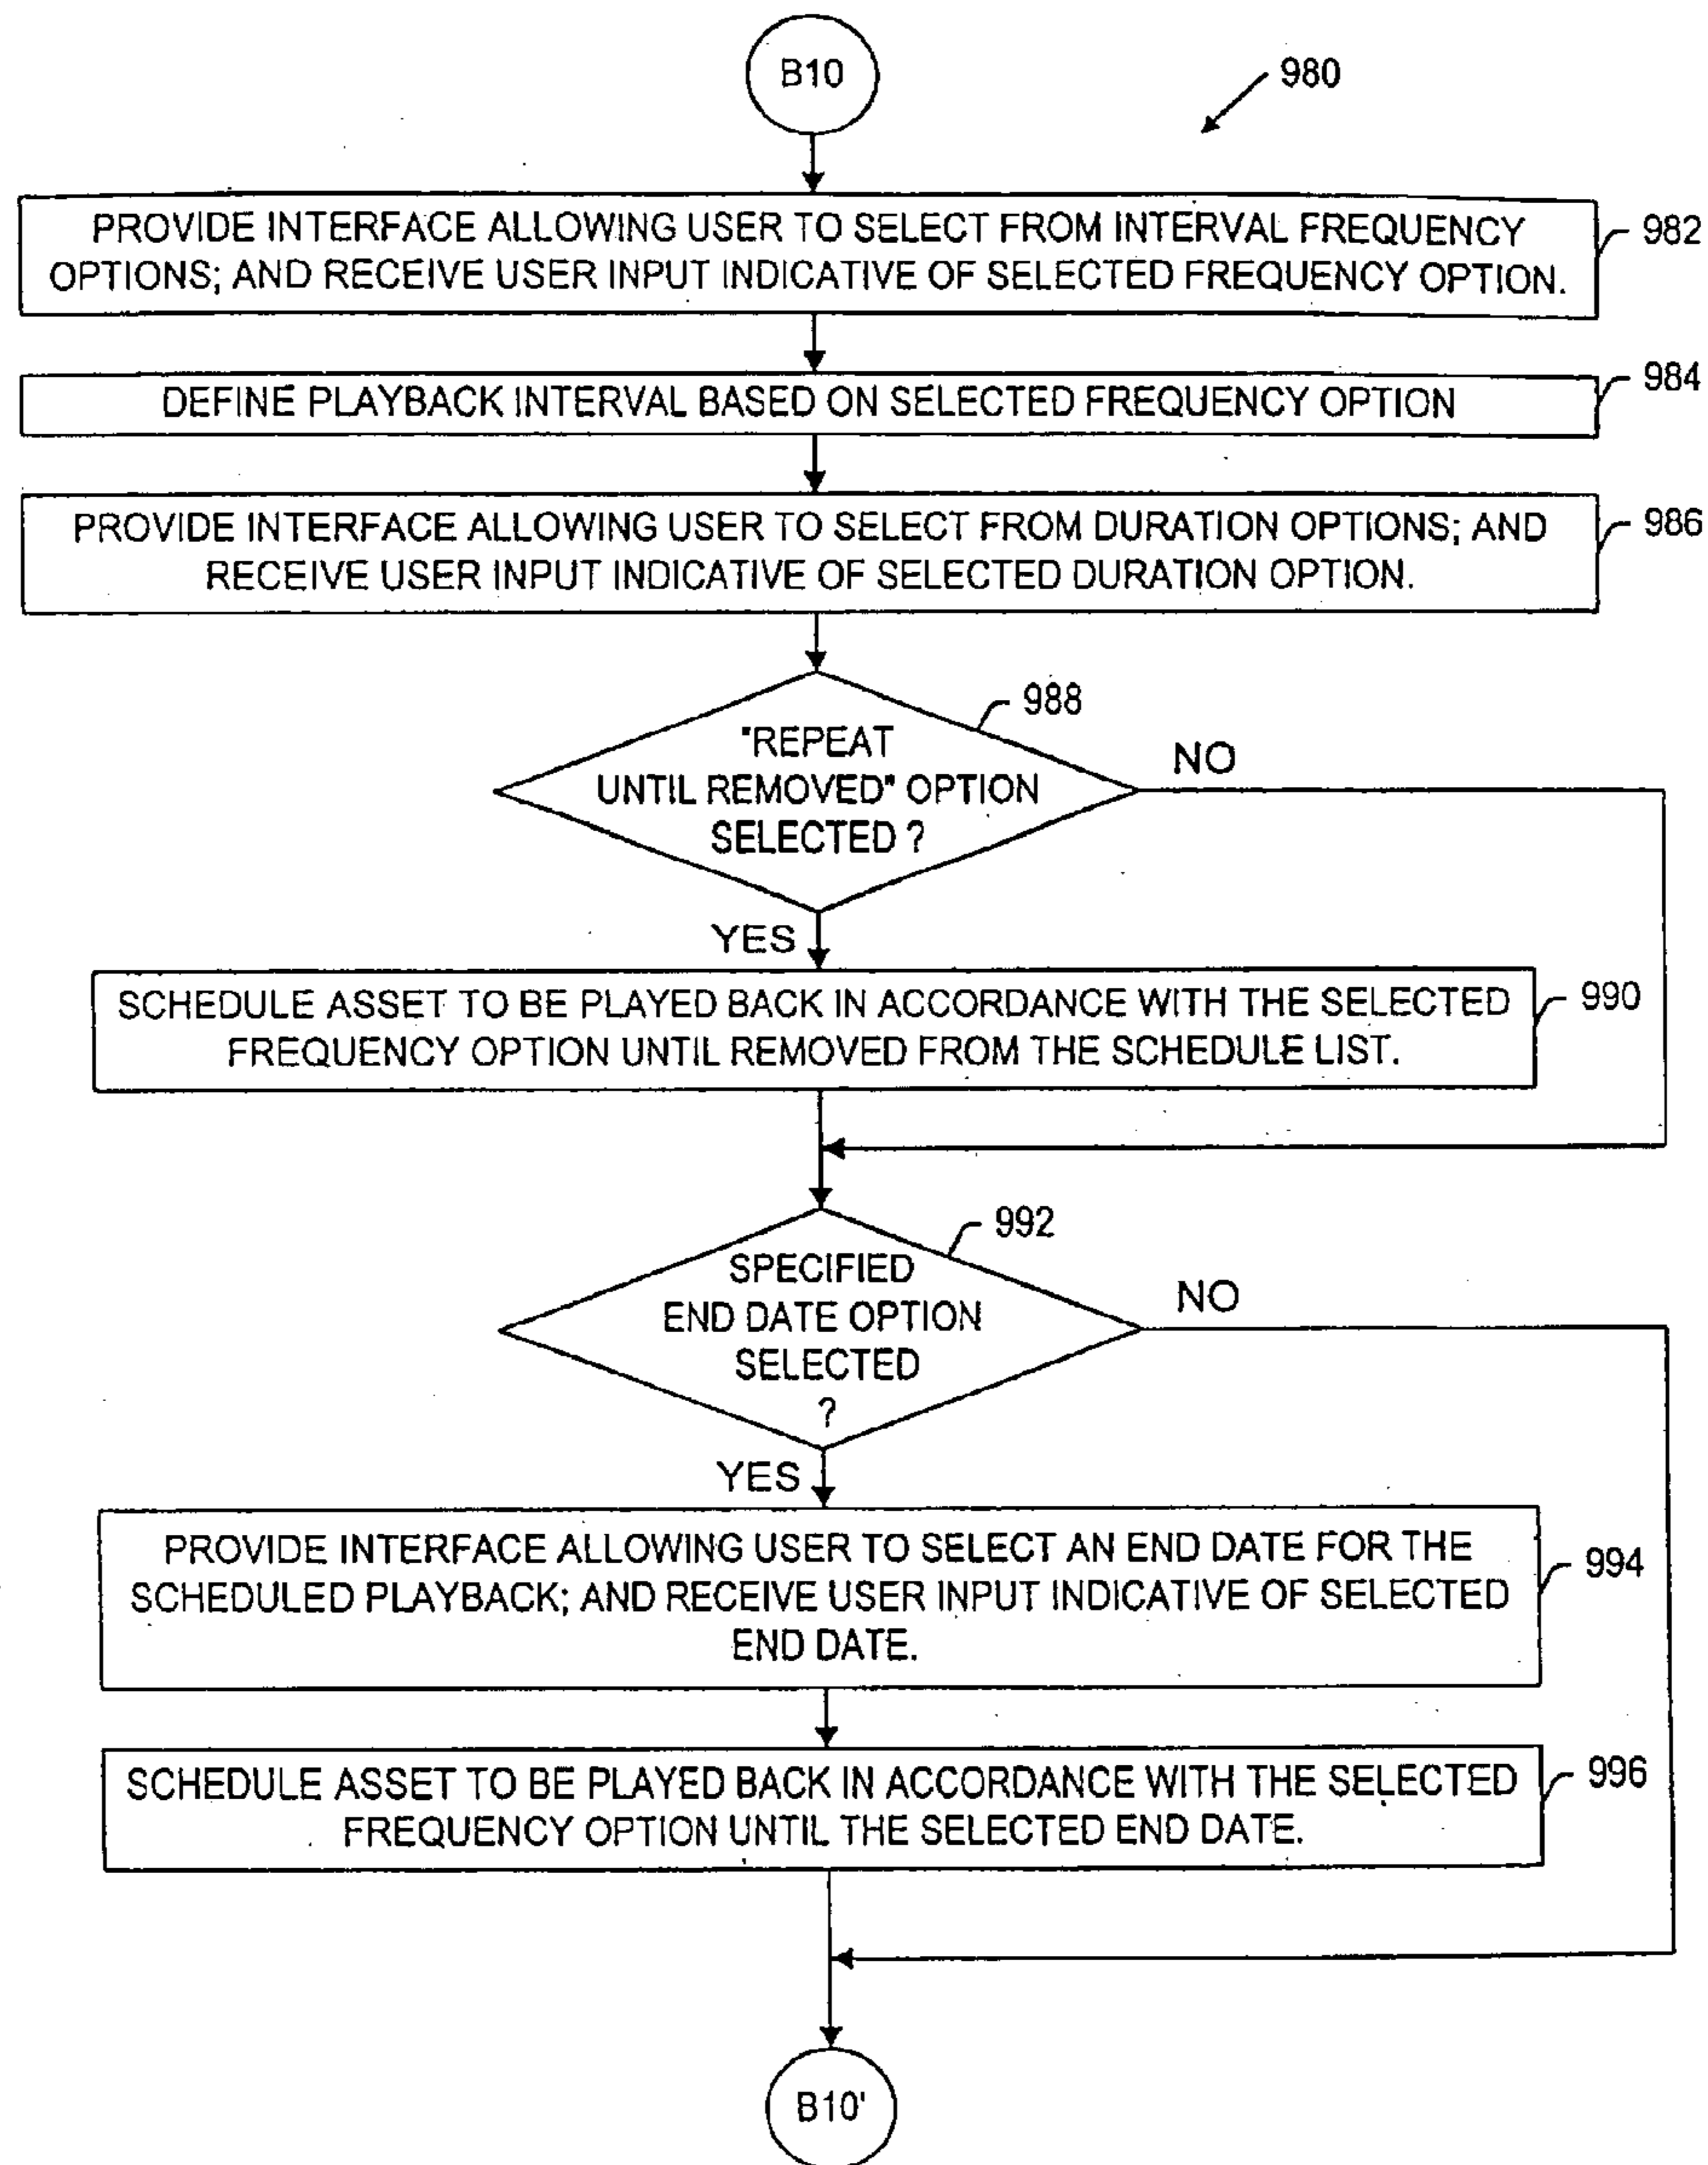 B10
980
PROVIDE INTERFACE ALLOWING USER TO SELECT FROM INTERVAL FREQUENCY
OPTIONS; AND RECEIVE USER INPUT INDICATIVE OF SELECTED FREQUENCY OPTION.
982
DEFINE PLAYBACK INTERVAL BASED ON SELECTED FREQUENCY OPTION
984
PROVIDE INTERFACE ALLOWING USER TO SELECT FROM DURATION OPTIONS; AND
RECEIVE USER INPUT INDICATIVE OF SELECTED DURATION OPTION.
986
988
"REPEAT
UNTIL REMOVED" OPTION
SELECTED ?
NO
YES
SCHEDULE ASSET TO BE PLAYED BACK IN ACCORDANCE WITH THE SELECTED
FREQUENCY OPTION UNTIL REMOVED FROM THE SCHEDULE LIST.
990
992
SPECIFIED
END DATE OPTION
SELECTED
?
NO
YES
PROVIDE INTERFACE ALLOWING USER TO SELECT AN END DATE FOR THE
SCHEDULED PLAYBACK; AND RECEIVE USER INPUT INDICATIVE OF SELECTED
END DATE.
994
SCHEDULE ASSET TO BE PLAYED BACK IN ACCORDANCE WITH THE SELECTED
FREQUENCY OPTION UNTIL THE SELECTED END DATE.
996
B10'